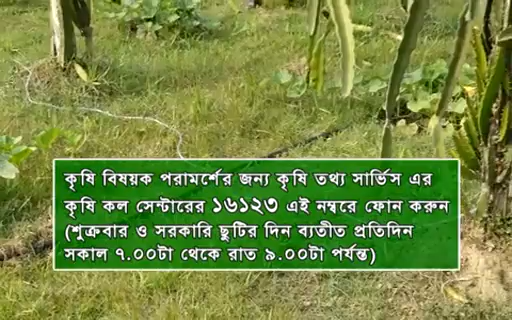 কৃষি বিষয়ক পরামর্শের জন্য কৃষি তথ্য সার্ভিস এর
কৃষি কল সেন্টারের ১৬১২৩ এই নম্বরে ফোন করুন
(শুক্রবার ও সরকারি ছুটির দিন ব্যতীত প্রতিদিন
সকাল ৭.০০টা থেকে রাত ৯.০০টা পর্যন্ত)